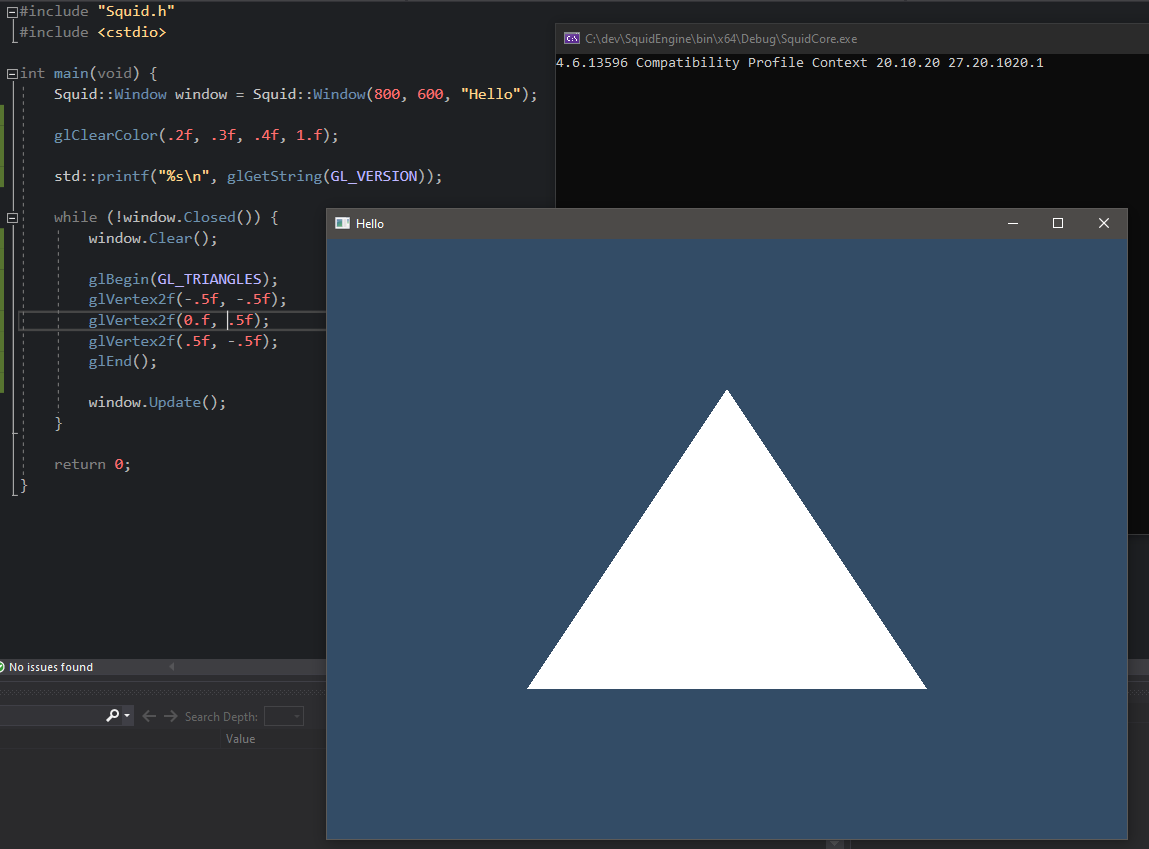 #include "Squid.h"
#include <cstdio>
int main(void) {
Squid::Window window = Squid::Window(800, 600, "Hello");
glClearColor(.2f, .3f, .4f, 1.f);
std::printf("%s\n", glGetString(GL_VERSION));
while (!window.Closed()) {
window.Clear();
glBegin(GL_TRIANGLES);
glVertex2f(-.5f, -.5f);
glVertex2f(0.f, .5f);
glVertex2f(.5f, -.5f);
glEnd();
window.Update();
}
return 0;
}
C:\dev\SquidEngine\bin\x64\Debug\SquidCore.exe
4.6.13596 Compatibility Profile Context 20.10.20 27.20.1020.1
Hello
No issues found
Search Depth:
Value